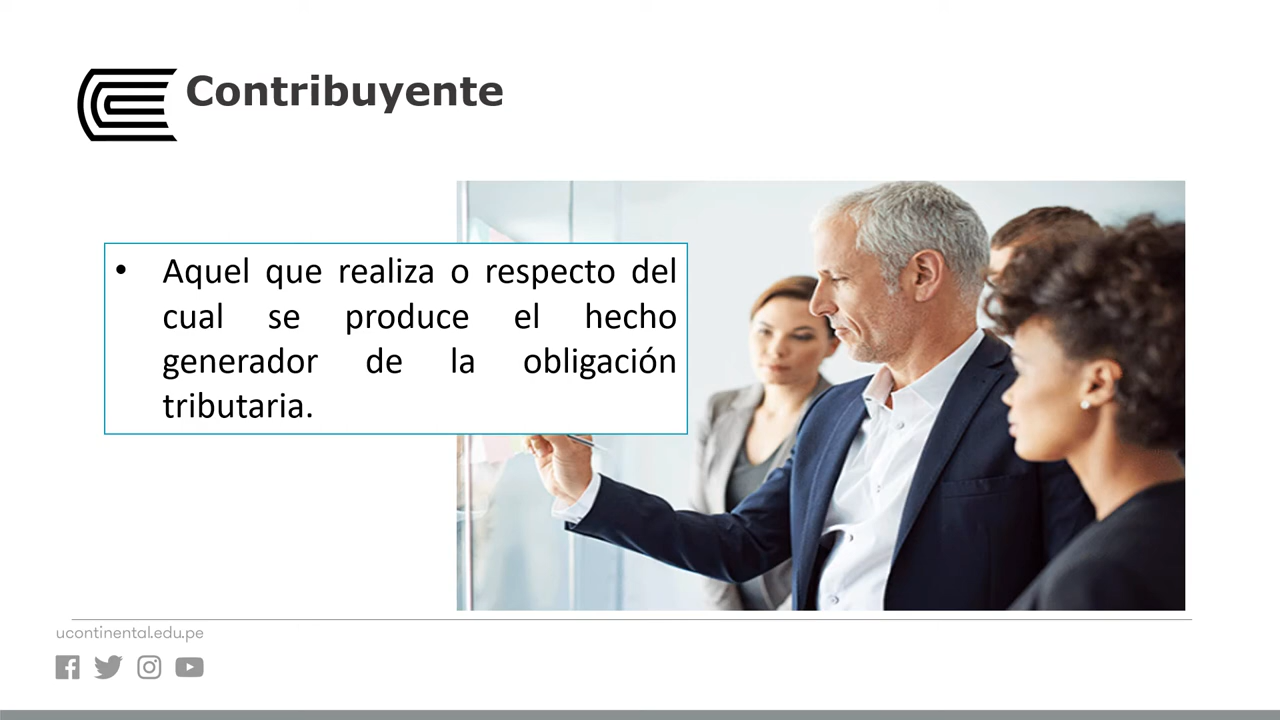 Contribuyente
• Aquel que realiza o respecto del
cual se produce el hecho
generador de la obligación
tributaria.
ucontinental.edu.pe